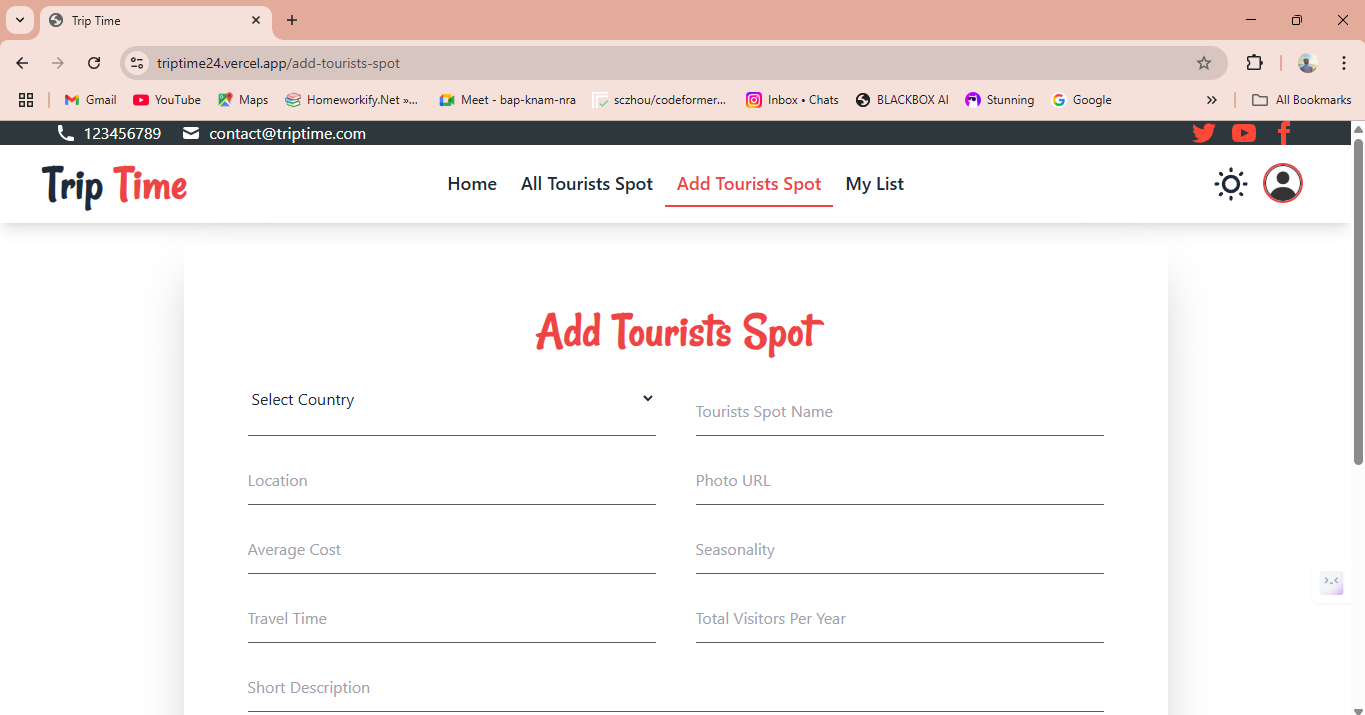 Trip Time
triptime24.vercel.app/add-tourists-spot
Gmail YouTube Maps Homeworkify.Net »... Meet - bap-knam-nra sczhou/codeformer... Inbox • Chats BLACKBOX AI Stunning Google » All Bookmarks
123456789 contact@triptime.com
Trip Time Home All Tourists Spot Add Tourists Spot My List
Add Tourists Spot
Select Country Tourists Spot Name
Location Photo URL
Average Cost Seasonality
Travel Time Total Visitors Per Year
Short Description